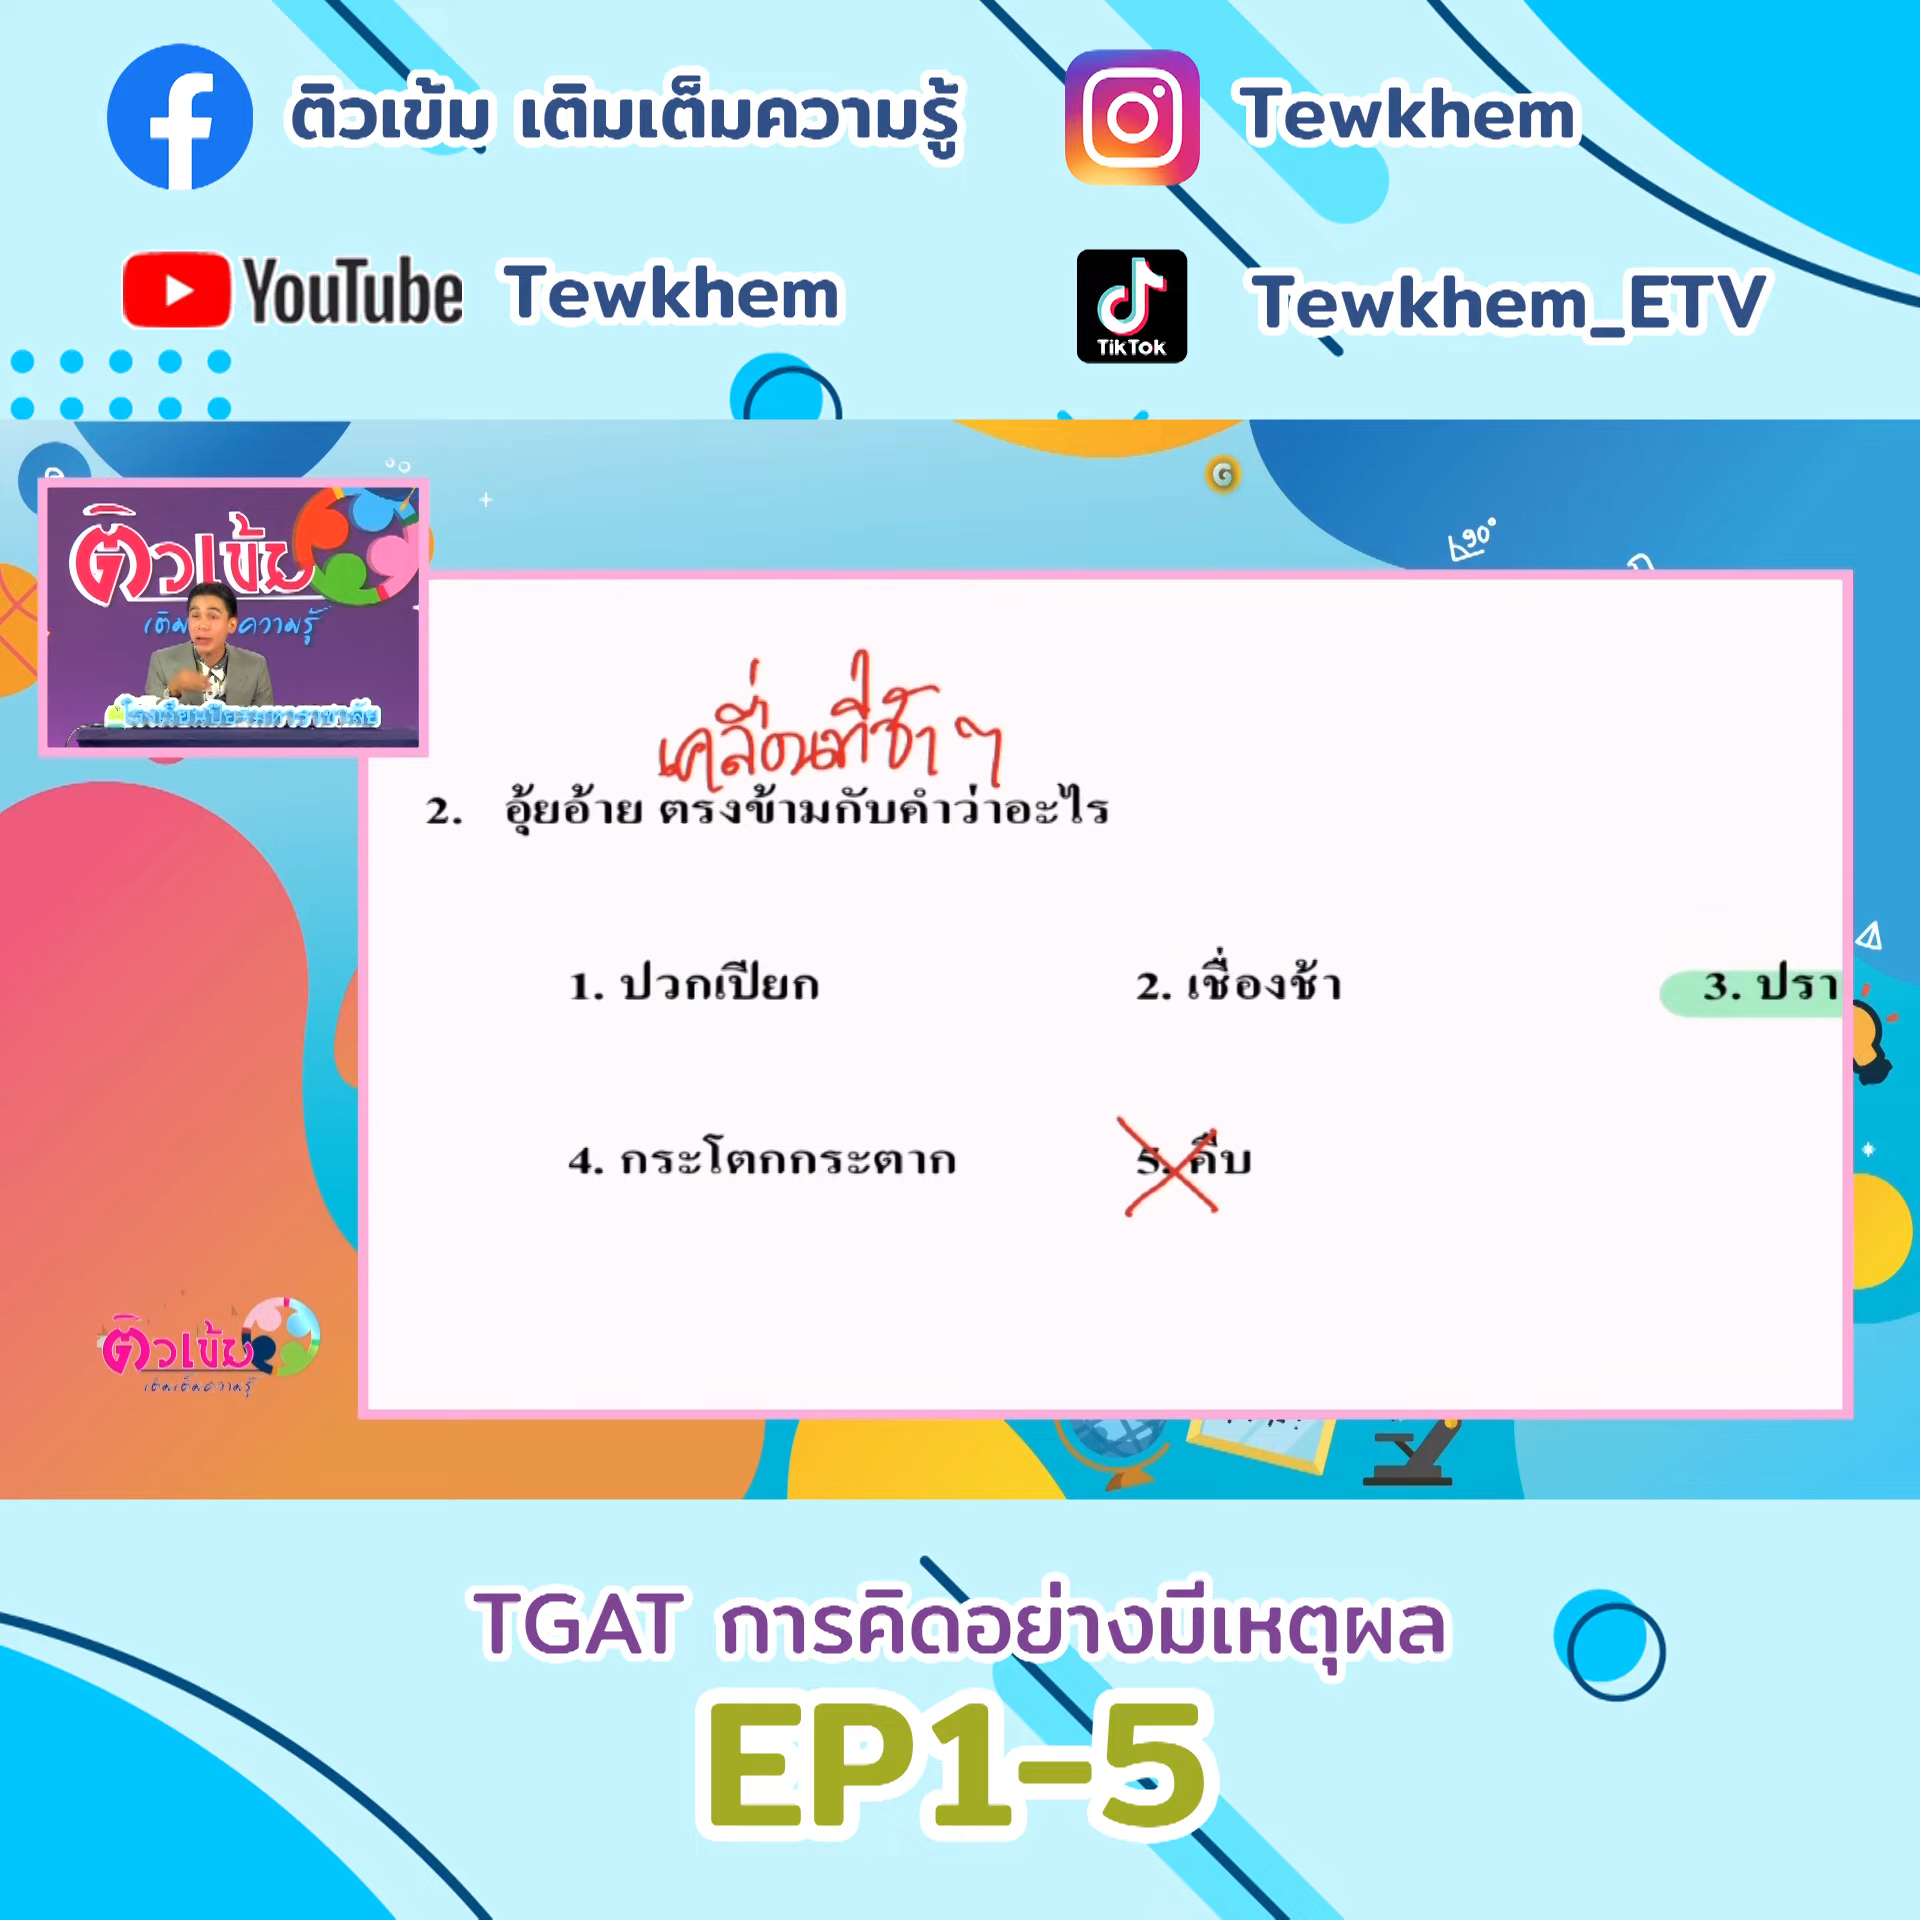 ติวเข้ม เติมเต็มความรู้
Tewkhem
YouTube Tewkhem
TikTok
Tewkhem_ETV
ติวเข้ม
เติม ความรู้
90°
เคลื่อนที่ช้า ๆ
2. อุ้ยอ้าย ตรงข้ามกับคำว่าอะไร
1. ปวกเปียก
2. เชื่องช้า
3. ปรา
4. กระโตกกระตาก
5. คืบ
ติวเข้ม
เติมเต็มความรู้
TGAT การคิดอย่างมีเหตุผล
EP1-5